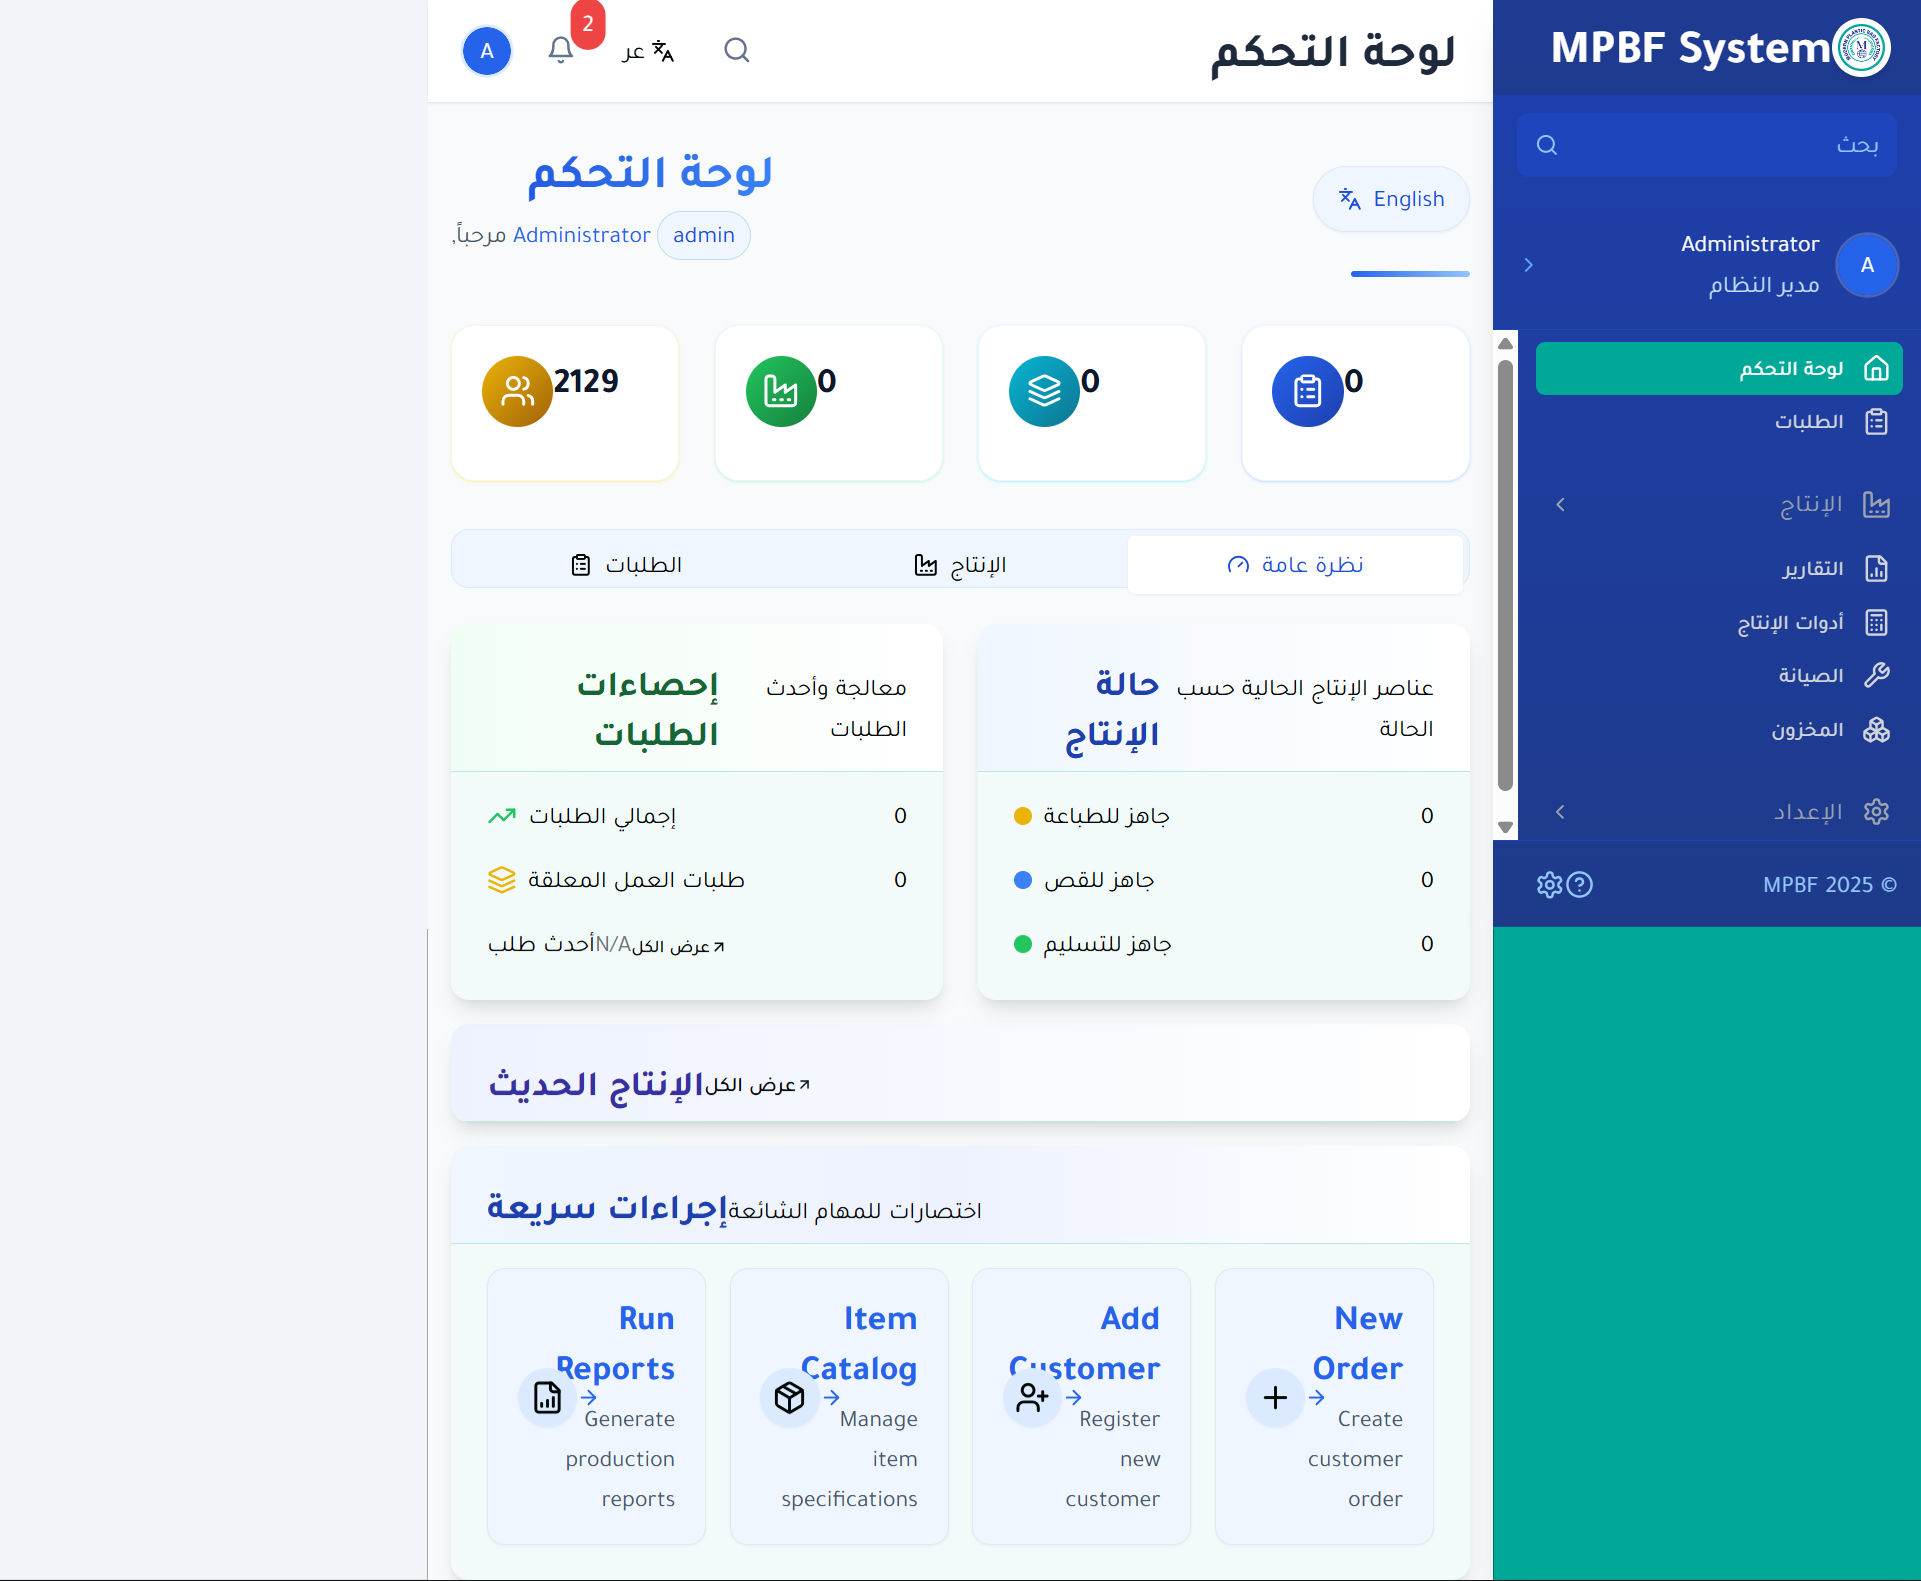 MPBF System
بحث
Administrator
A
مدير النظام
لوحة التحكم
الطلبات
الإنتاج
التقارير
أدوات الإنتاج
الصيانة
المخزون
الإعداد
© 2025 MPBF
لوحة التحكم
عر
2
A
English
لوحة التحكم
مرحباً, Administrator admin
0
0
0
2129
نظرة عامة
الإنتاج
الطلبات
حالة الإنتاج
عناصر الإنتاج الحالية حسب الحالة
جاهز للطباعة 0
جاهز للقص 0
جاهز للتسليم 0
إحصاءات الطلبات
معالجة وأحدث الطلبات
إجمالي الطلبات 0
طلبات العمل المعلقة 0
أحدث طلب N/A عرض الكل
الإنتاج الحديث عرض الكل
إجراءات سريعة اختصارات للمهام الشائعة
New
Order
Create
customer
order
Add
Customer
Register
new
customer
Item
Catalog
Manage
item
specifications
Run
Reports
Generate
production
reports